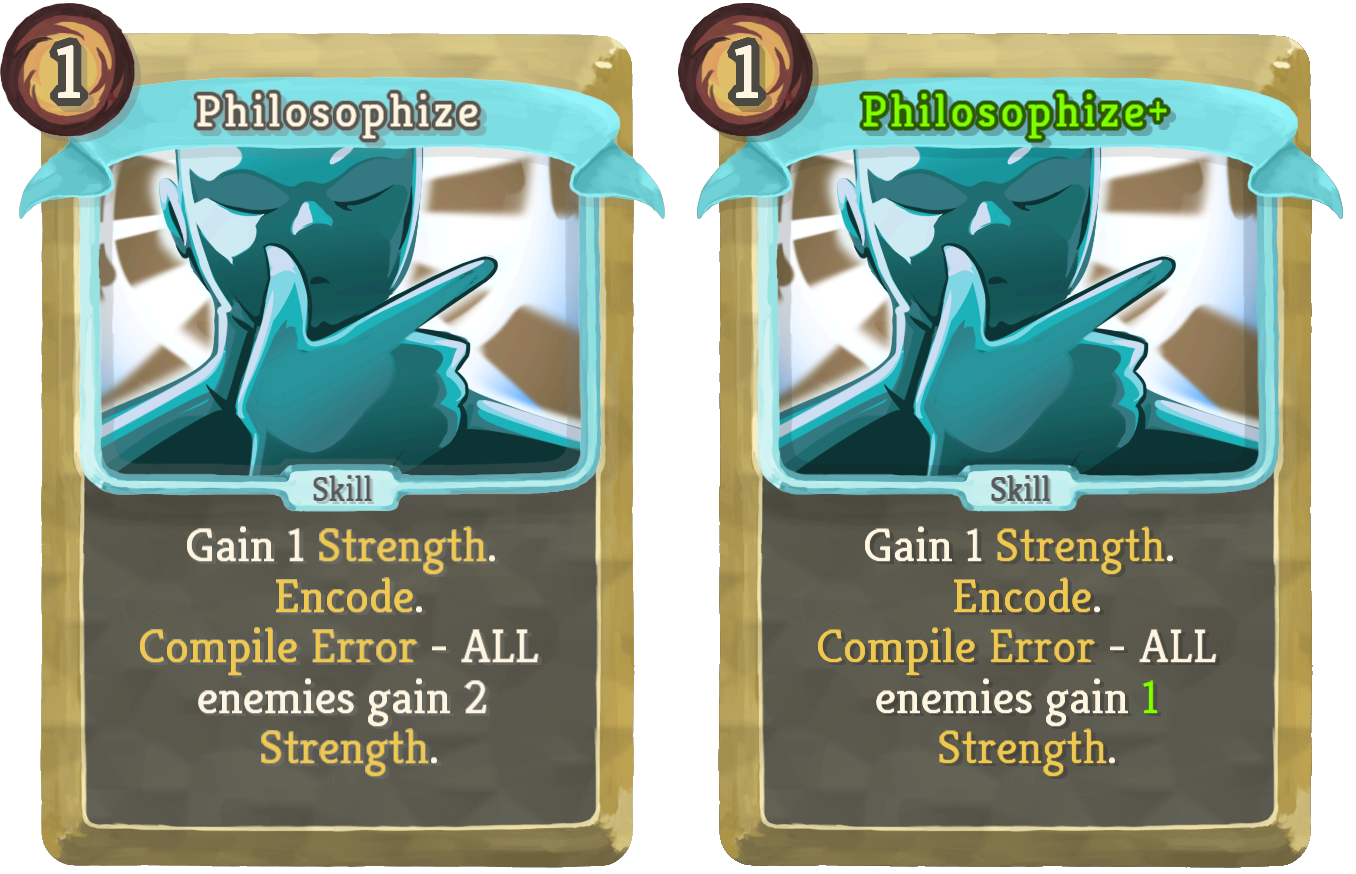 1
Philosophize
Skill
Gain 1 Strength.
Encode.
Compile Error - ALL
enemies gain 2
Strength.
1
Philosophize+
Skill
Gain 1 Strength.
Encode.
Compile Error - ALL
enemies gain 1
Strength.